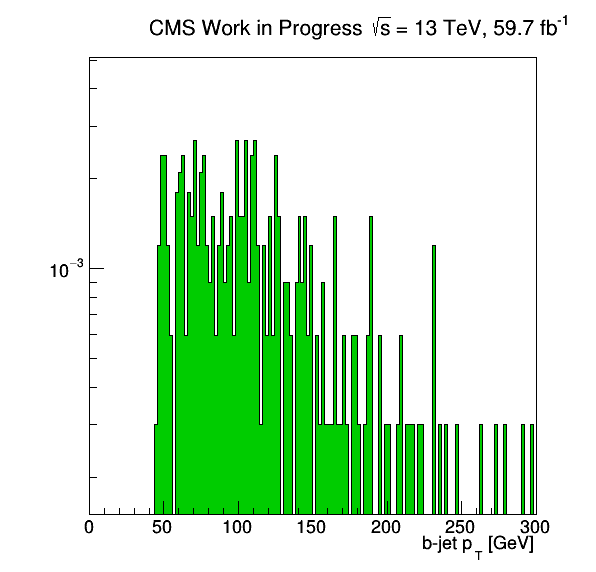 CMS Work in Progress √s = 13 TeV, 59.7 fb⁻¹
10⁻³
0 50 100 150 200 250 300
b-jet p_T [GeV]